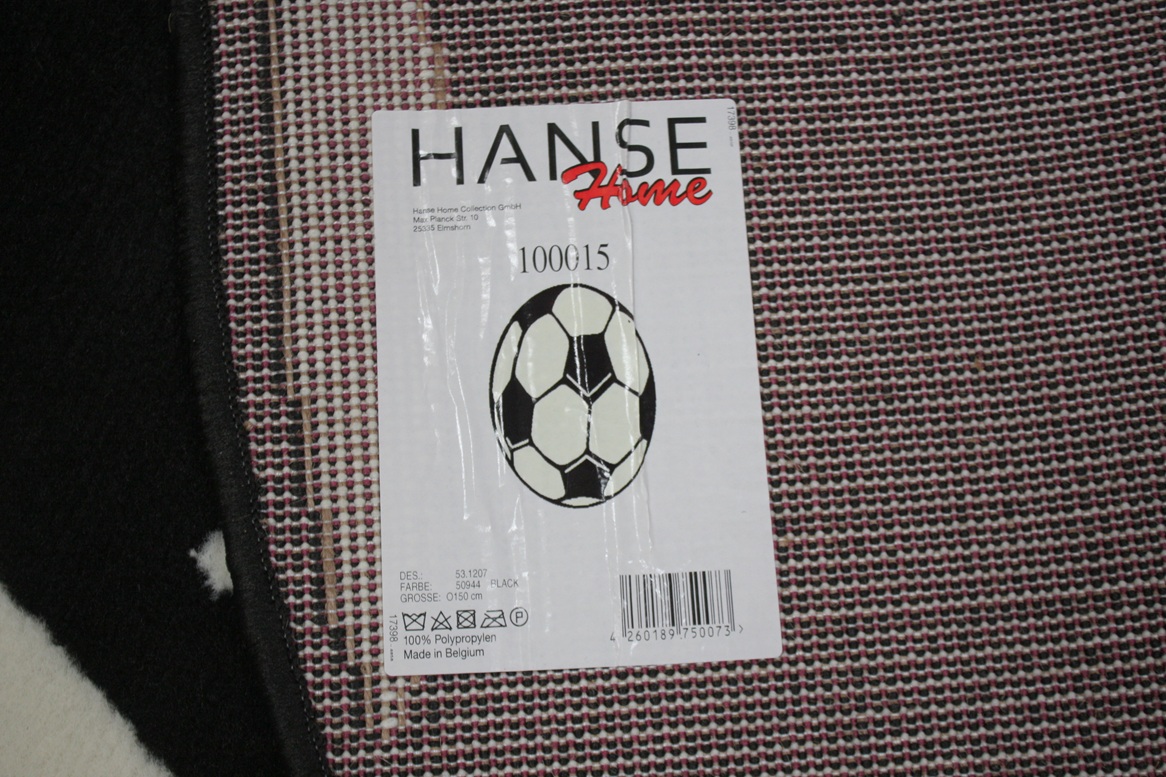 HANSE
Home
17398
Hanse Home Collection GmbH
Max Planck Str. 10
25335 Elmshorn
100015
DES.: 53.1207
FARBE: 50944 BLACK
GROSSE: O150 cm
P
17398
100% Polypropylen
Made in Belgium
4 260189 750073 >